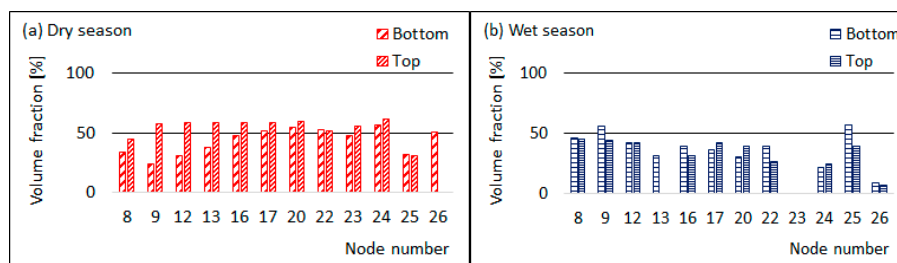 (a) Dry season
Bottom
Top
Volume fraction [%]
100
50
0
8 9 12 13 16 17 20 22 23 24 25 26
Node number
(b) Wet season
Bottom
Top
Volume fraction [%]
100
50
0
8 9 12 13 16 17 20 22 23 24 25 26
Node number